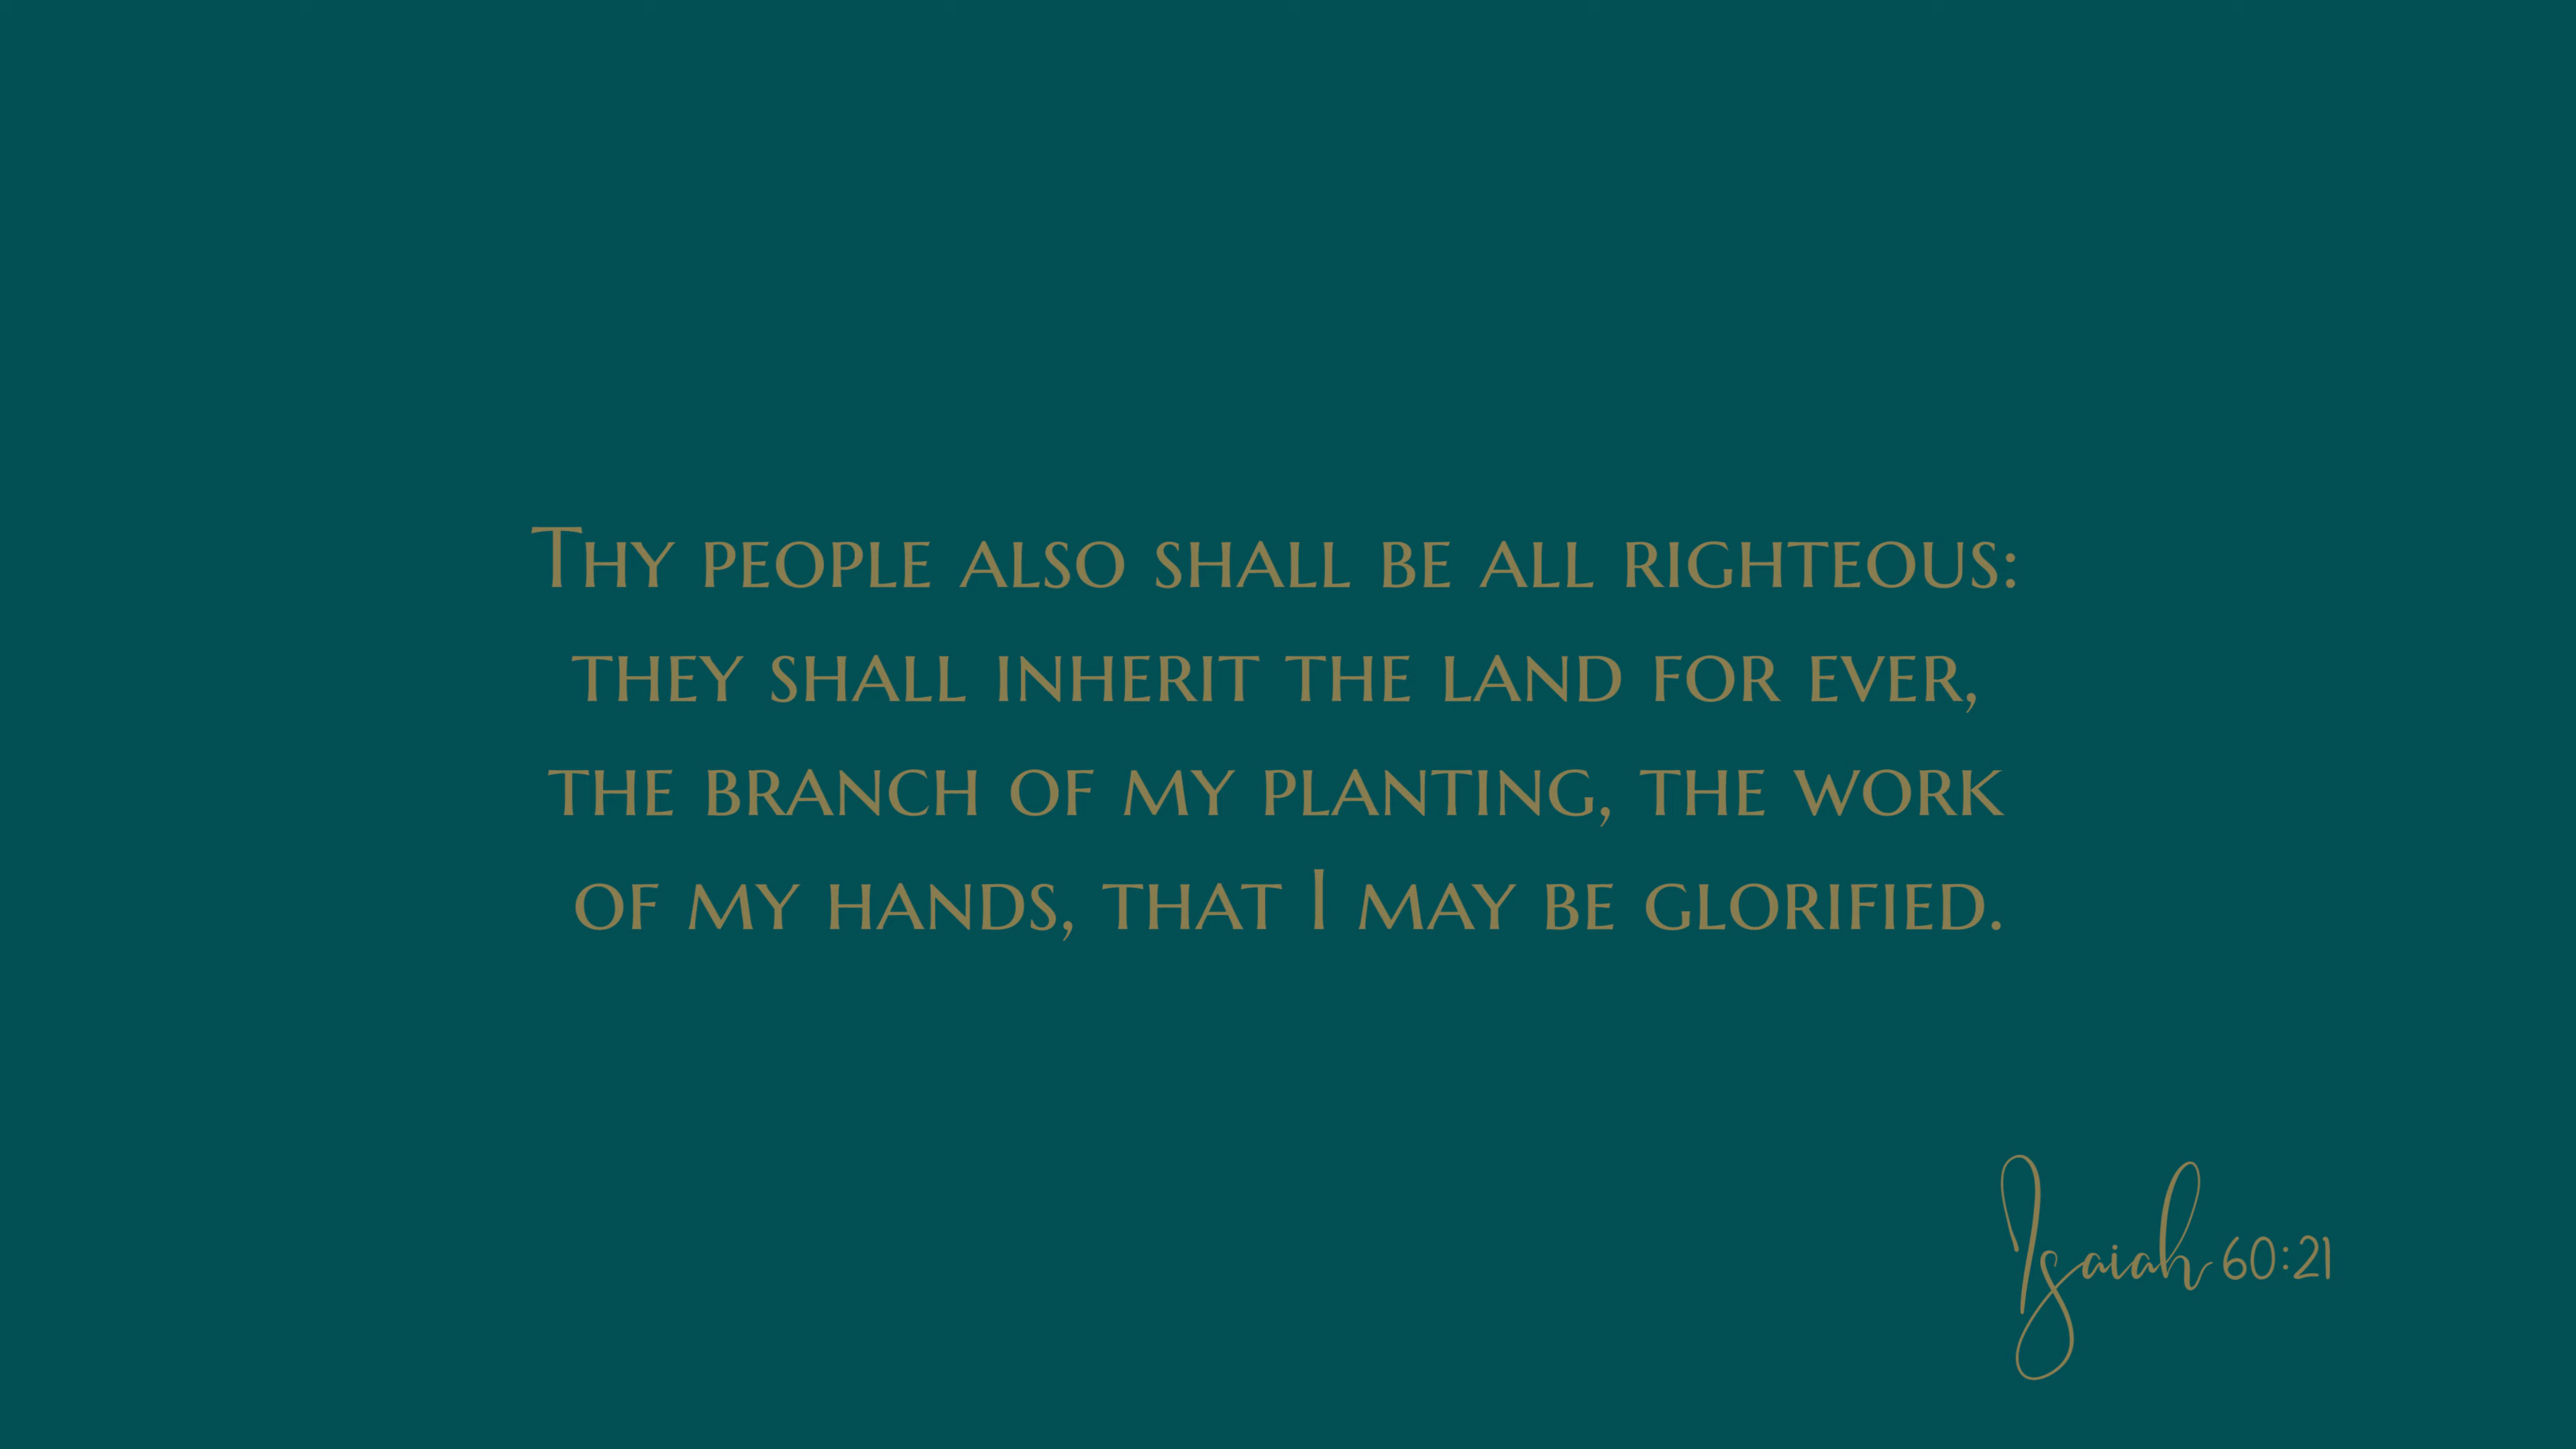 Thy people also shall be all righteous:
they shall inherit the land for ever,
the branch of my planting, the work
of my hands, that I may be glorified.
Isaiah 60:21